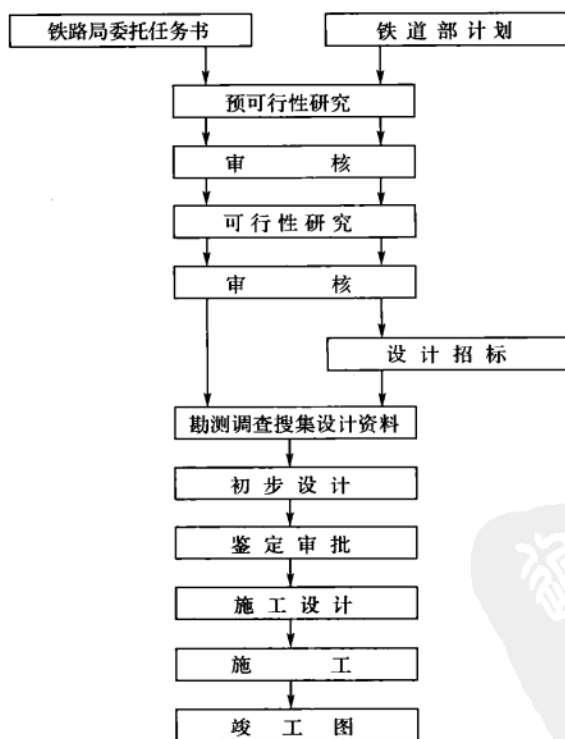 铁路局委托任务书
铁道部计划
预可行性研究
审核
可行性研究
审核
设计招标
勘测调查搜集设计资料
初步设计
鉴定审批
施工设计
施工
竣工图